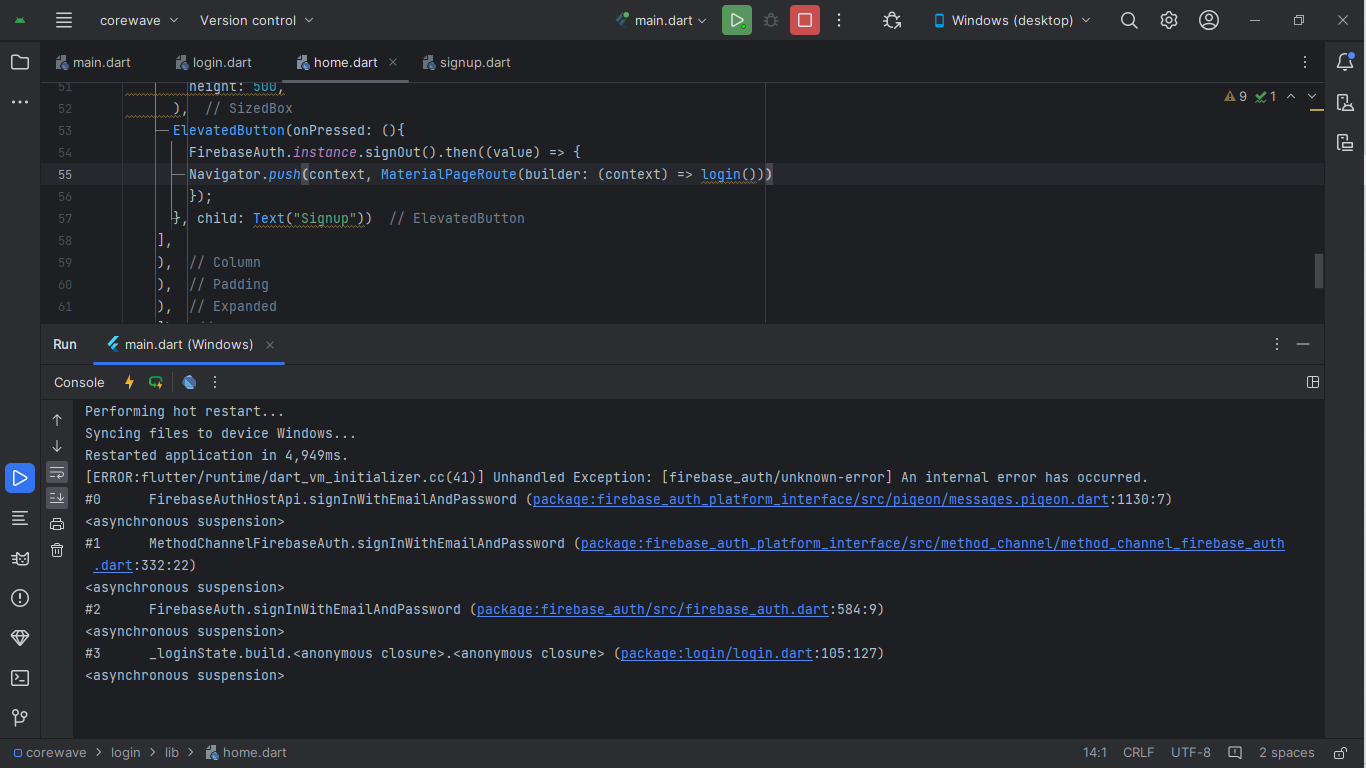 corewave
Version control
main.dart
Windows (desktop)
main.dart
login.dart
home.dart
signup.dart
51 height: 500,
9 1
52 ), // SizedBox
53 ElevatedButton(onPressed: (){
54 FirebaseAuth.instance.signOut().then((value) => {
55 Navigator.push(context, MaterialPageRoute(builder: (context) => login()))
56 });
57 }, child: Text("Signup")) // ElevatedButton
58 ],
59 ), // Column
60 ), // Padding
61 ), // Expanded
Run
main.dart (Windows)
Console
Performing hot restart...
Syncing files to device Windows...
Restarted application in 4,949ms.
[ERROR:flutter/runtime/dart_vm_initializer.cc(41)] Unhandled Exception: [firebase_auth/unknown-error] An internal error has occurred.
#0 FirebaseAuthHostApi.signInWithEmailAndPassword (package:firebase_auth_platform_interface/src/pigeon/messages.pigeon.dart:1130:7)
<asynchronous suspension>
#1 MethodChannelFirebaseAuth.signInWithEmailAndPassword (package:firebase_auth_platform_interface/src/method_channel/method_channel_firebase_auth
.dart:332:22)
<asynchronous suspension>
#2 FirebaseAuth.signInWithEmailAndPassword (package:firebase_auth/src/firebase_auth.dart:584:9)
<asynchronous suspension>
#3 _loginState.build.<anonymous closure>.<anonymous closure> (package:login/login.dart:105:127)
<asynchronous suspension>
corewave > login > lib > home.dart
14:1 CRLF UTF-8 2 spaces